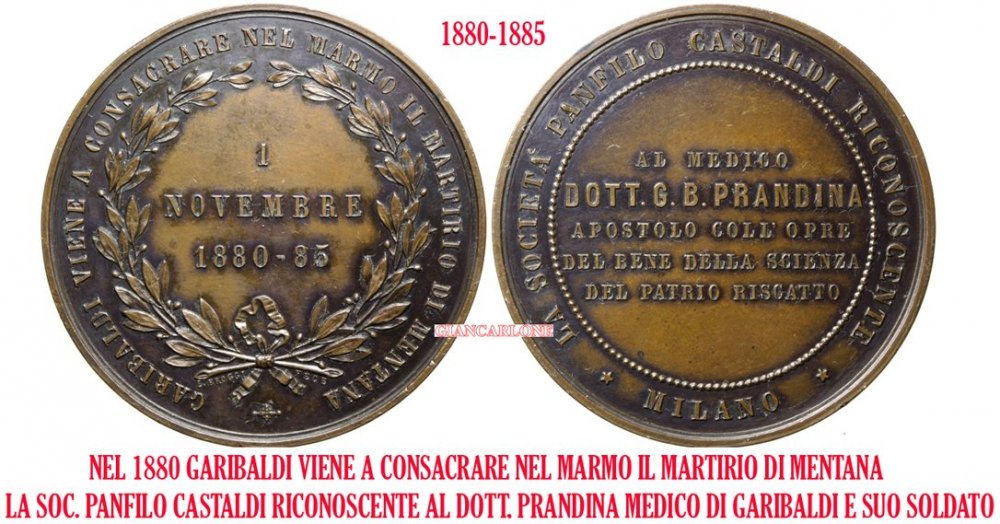 1880-1885
GARIBALDI VIENE A CONSACRARE NEL MARMO IL MARTIRIO DI MENTANA
1
NOVEMBRE
1880-85
LA SOCIETÀ PANFILO CASTALDI RICONOSCENTE
* MILANO *
AL MEDICO
DOTT. G. B. PRANDINA
APOSTOLO COLL'OPRE
DEL BENE DELLA SCIENZA
DEL PATRIO RISCATTO
GIANCARLONE
NEL 1880 GARIBALDI VIENE A CONSACRARE NEL MARMO IL MARTIRIO DI MENTANA
LA SOC. PANFILO CASTALDI RICONOSCENTE AL DOTT. PRANDINA MEDICO DI GARIBALDI E SUO SOLDATO